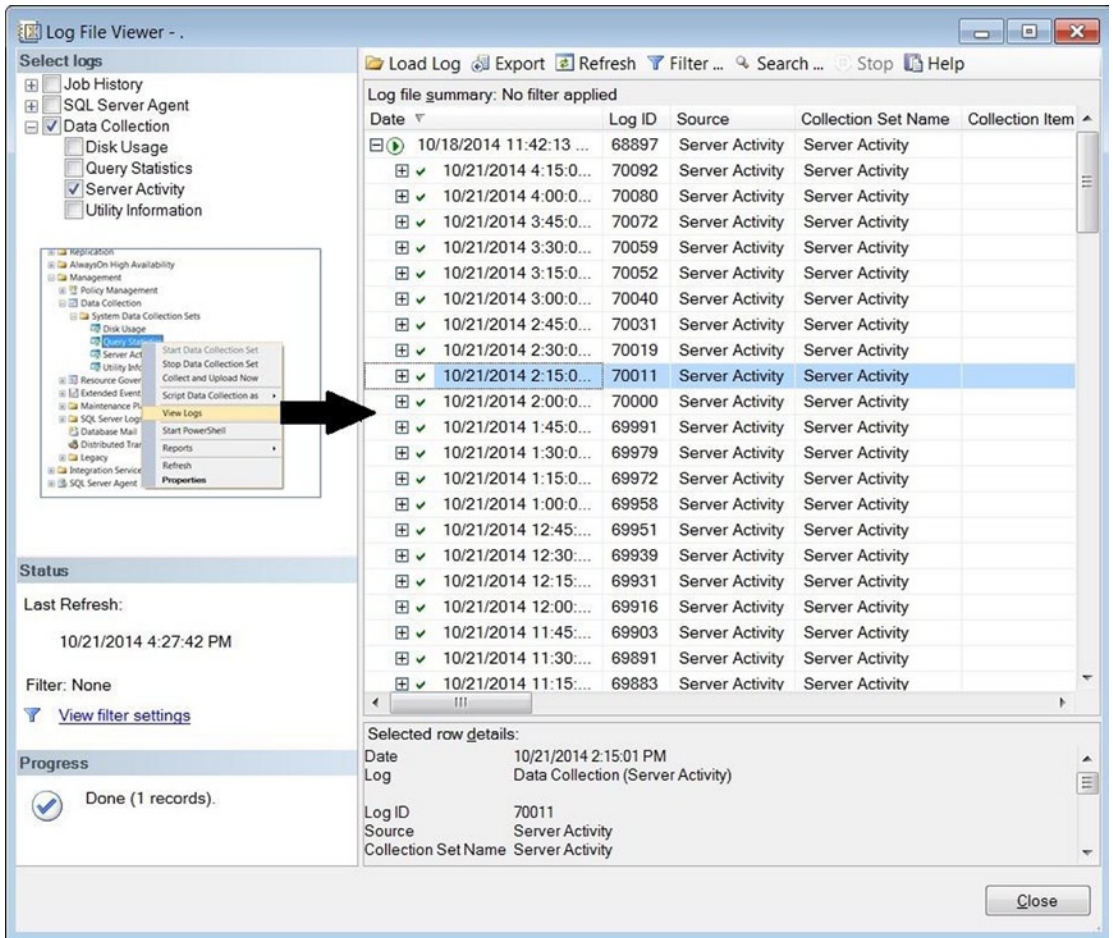 Log File Viewer - .
Select logs
Job History
SQL Server Agent
Data Collection
Disk Usage
Query Statistics
Server Activity
Utility Information
Replication
AlwaysOn High Availability
Management
Policy Management
Data Collection
System Data Collection Sets
Disk Usage
Query
Server Act
Utility Info
Resource Gover
Extended Event
Maintenance Pl
SQL Server Logs
Database Mail
Distributed Tran
Legacy
Integration Service
SQL Server Agent
Start Data Collection Set
Stop Data Collection Set
Collect and Upload Now
Script Data Collection as
View Logs
Start PowerShell
Reports
Refresh
Properties
Status
Last Refresh:
10/21/2014 4:27:42 PM
Filter: None
View filter settings
Progress
Done (1 records).
Load Log Export Refresh Filter ... Search ... Stop Help
Log file summary: No filter applied
Date Log ID Source Collection Set Name Collection Item
10/18/2014 11:42:13 ... 68897 Server Activity Server Activity
10/21/2014 4:15:0... 70092 Server Activity Server Activity
10/21/2014 4:00:0... 70080 Server Activity Server Activity
10/21/2014 3:45:0... 70072 Server Activity Server Activity
10/21/2014 3:30:0... 70059 Server Activity Server Activity
10/21/2014 3:15:0... 70052 Server Activity Server Activity
10/21/2014 3:00:0... 70040 Server Activity Server Activity
10/21/2014 2:45:0... 70031 Server Activity Server Activity
10/21/2014 2:30:0... 70019 Server Activity Server Activity
10/21/2014 2:15:0... 70011 Server Activity Server Activity
10/21/2014 2:00:0... 70000 Server Activity Server Activity
10/21/2014 1:45:0... 69991 Server Activity Server Activity
10/21/2014 1:30:0... 69979 Server Activity Server Activity
10/21/2014 1:15:0... 69972 Server Activity Server Activity
10/21/2014 1:00:0... 69958 Server Activity Server Activity
10/21/2014 12:45:... 69951 Server Activity Server Activity
10/21/2014 12:30:... 69939 Server Activity Server Activity
10/21/2014 12:15:... 69931 Server Activity Server Activity
10/21/2014 12:00:... 69916 Server Activity Server Activity
10/21/2014 11:45:... 69903 Server Activity Server Activity
10/21/2014 11:30:... 69891 Server Activity Server Activity
10/21/2014 11:15:... 69883 Server Activity Server Activity
Selected row details:
Date 10/21/2014 2:15:01 PM
Log Data Collection (Server Activity)
Log ID 70011
Source Server Activity
Collection Set Name Server Activity
Close